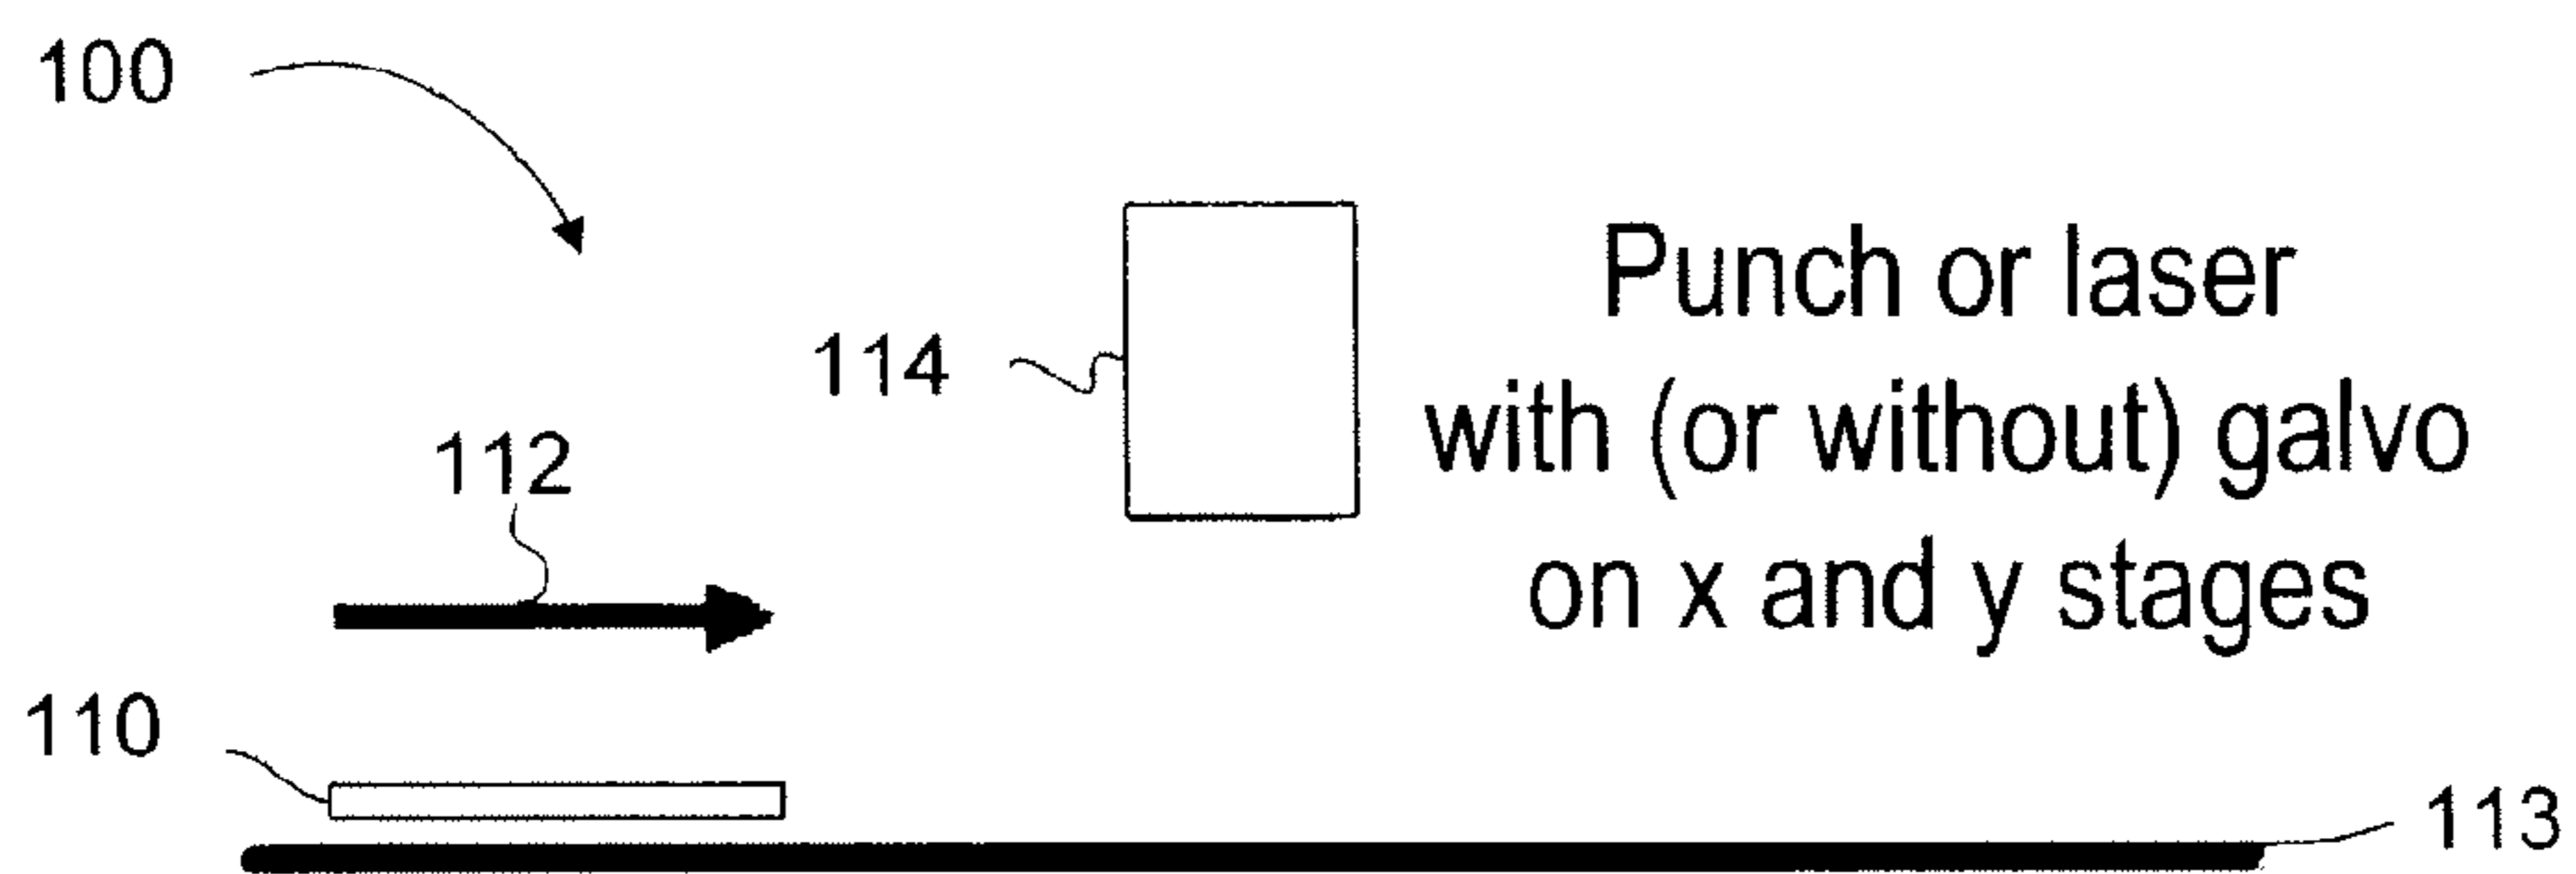 100
Punch or laser
114
with (or without) galvo
112
on x and y stages
110
113